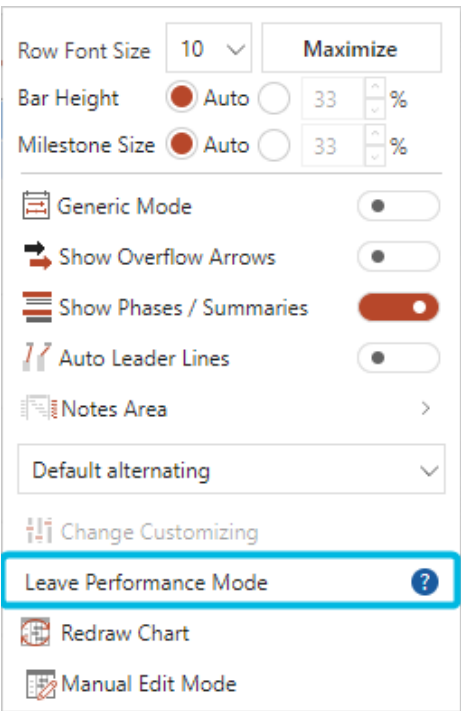 Row Font Size 10 Maximize
Bar Height Auto 33 %
Milestone Size Auto 33 %
Generic Mode
Show Overflow Arrows
Show Phases / Summaries
Auto Leader Lines
Notes Area
Default alternating
Change Customizing
Leave Performance Mode ?
Redraw Chart
Manual Edit Mode